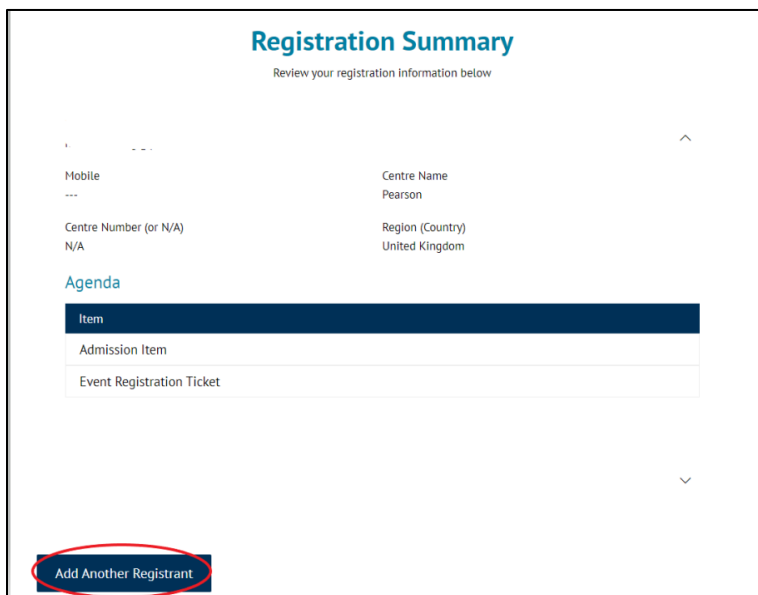 Registration Summary
Review your registration information below
Mobile
Centre Name
---
Pearson
Centre Number (or N/A)
Region (Country)
N/A
United Kingdom
Agenda
Item
Admission Item
Event Registration Ticket
Add Another Registrant